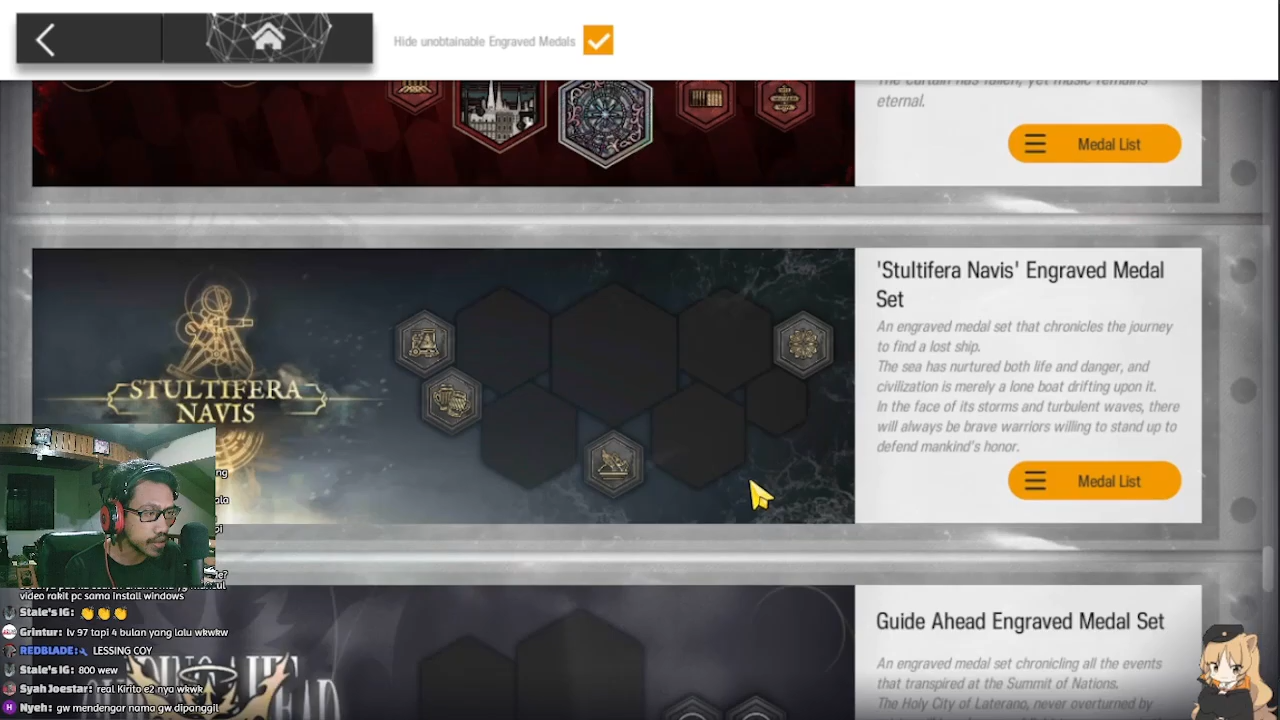 Hide unobtainable Engraved Medals
eternal.
Medal List
'Stultifera Navis' Engraved Medal
Set
An engraved medal set that chronicles the journey
to find a lost ship.
The sea has nurtured both life and danger, and
civilization is merely a lone boat drifting upon it.
In the face of its storms and turbulent waves, there
will always be brave warriors willing to stand up to
defend mankind's honor.
Medal List
STULTIFERA
NAVIS
video rakit pc sama install windows
Stale's IG: 👏👏👏
Grintur: lv 97 tapi 4 bulan yang lalu wkwkw
REDBLADE: LESSING COY
Stale's IG: 800 wew
Syah Joestar: real Kirito e2 nya wkwk
Nyeh: gw mendengar nama gw dipanggil
Guide Ahead Engraved Medal Set
An engraved medal set chronicling all the events
that transpired at the Summit of Nations.
The Holy City of Laterano, never overturned by